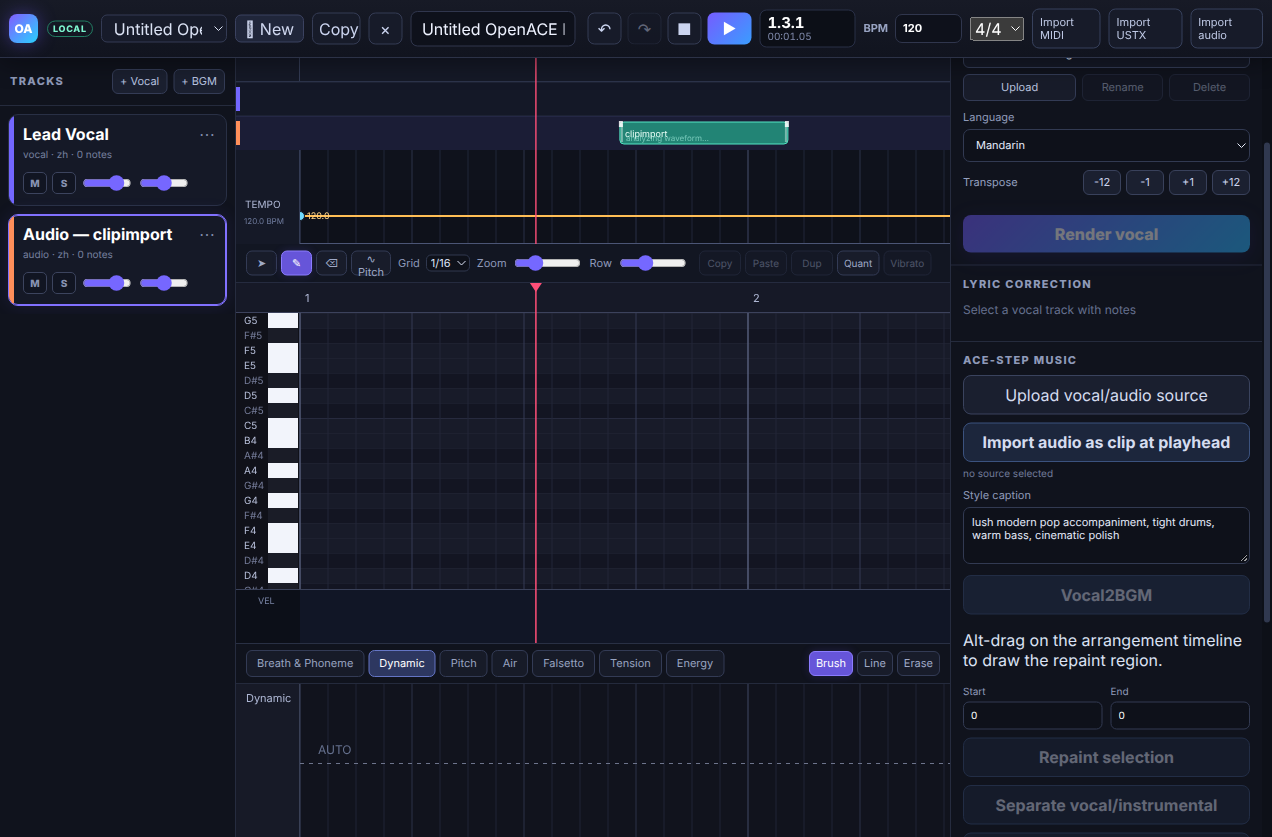 OA
LOCAL
Untitled Ope
New
Copy
×
Untitled OpenACE
1.3.1
00:01.05
BPM
120
4/4
Import MIDI
Import USTX
Import audio
TRACKS
+ Vocal
+ BGM
Lead Vocal
vocal · zh · 0 notes
M
S
Audio — clipimport
audio · zh · 0 notes
M
S
clipimport
analyzing waveform...
TEMPO
120.0 BPM
120.0
Pitch
Grid
1/16
Zoom
Row
Copy
Paste
Dup
Quant
Vibrato
1
2
G5
F#5
F5
E5
D#5
D5
C#5
C5
B4
A#4
A4
G#4
G4
F#4
F4
E4
D#4
D4
VEL
Breath & Phoneme
Dynamic
Pitch
Air
Falsetto
Tension
Energy
Brush
Line
Erase
Dynamic
AUTO
Upload
Rename
Delete
Language
Mandarin
Transpose
-12
-1
+1
+12
Render vocal
LYRIC CORRECTION
Select a vocal track with notes
ACE-STEP MUSIC
Upload vocal/audio source
Import audio as clip at playhead
no source selected
Style caption
lush modern pop accompaniment, tight drums,
warm bass, cinematic polish
Vocal2BGM
Alt-drag on the arrangement timeline
to draw the repaint region.
Start
End
0
0
Repaint selection
Separate vocal/instrumental